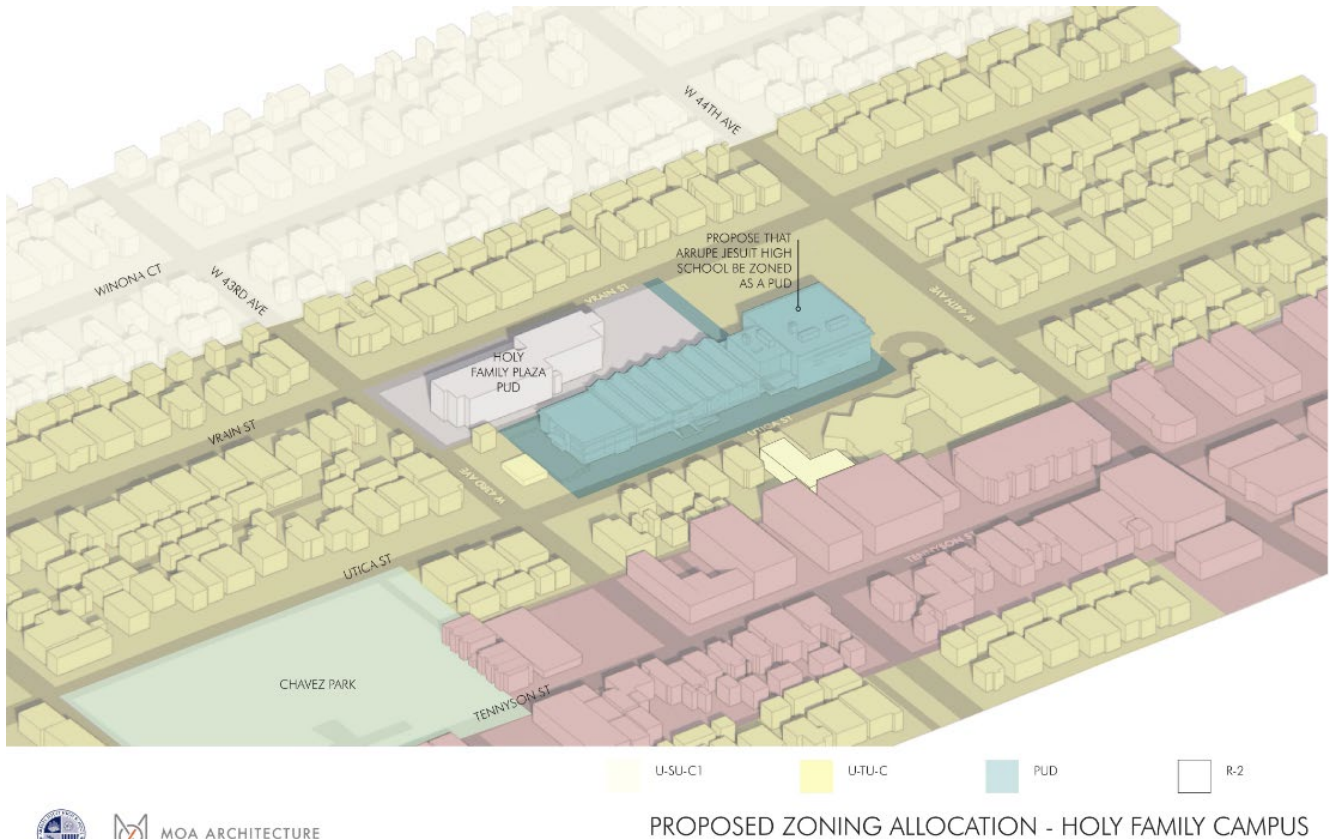 W 44TH AVE
PROPOSE THAT
ARRUPE JESUIT HIGH
SCHOOL BE ZONED
AS A PUD
WINONA CT
W 43RD AVE
VRAIN ST
W 44TH AVE
HOLY
FAMILY PLAZA
PUD
VRAIN ST
UTICA ST
W 43RD AVE
TENNYSON ST
UTICA ST
CHAVEZ PARK
TENNYSON ST
U-SU-C1
U-TU-C
PUD
R-2
MOA ARCHITECTURE
PROPOSED ZONING ALLOCATION - HOLY FAMILY CAMPUS